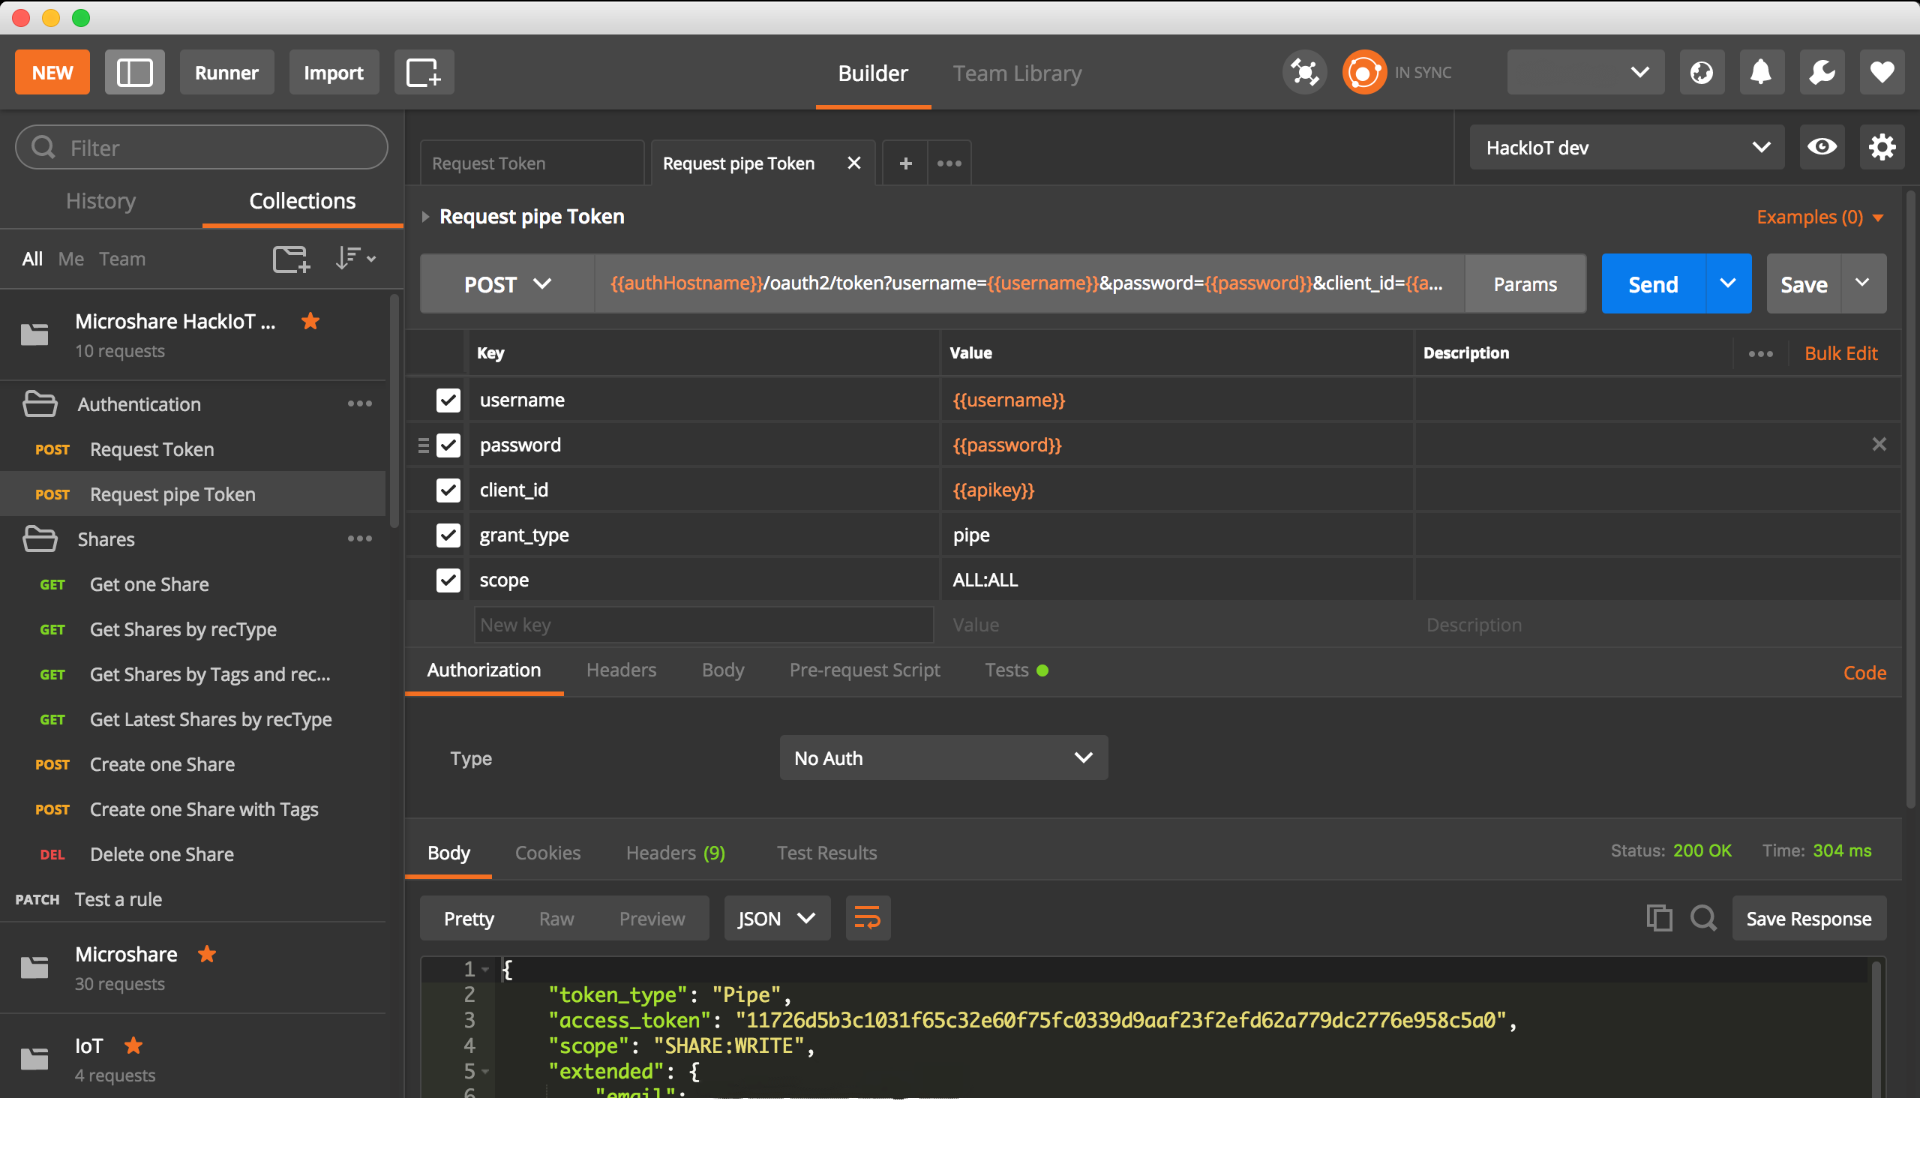 NEW Runner Import Builder Team Library IN SYNC
Filter
History Collections
All Me Team
Microshare HackIoT ...
10 requests
Authentication
POST Request Token
POST Request pipe Token
Shares
GET Get one Share
GET Get Shares by recType
GET Get Shares by Tags and rec...
GET Get Latest Shares by recType
POST Create one Share
POST Create one Share with Tags
DEL Delete one Share
PATCH Test a rule
Microshare
30 requests
IoT
4 requests
Request Token Request pipe Token HackIoT dev
Request pipe Token Examples (0)
POST {{authHostname}}/oauth2/token?username={{username}}&password={{password}}&client_id={{a... Params Send Save
Key Value Description Bulk Edit
username {{username}}
password {{password}}
client_id {{apikey}}
grant_type pipe
scope ALL:ALL
New key Value Description
Authorization Headers Body Pre-request Script Tests Code
Type No Auth
Body Cookies Headers (9) Test Results Status: 200 OK Time: 304 ms
Pretty Raw Preview JSON Save Response
1 {
2 "token_type": "Pipe",
3 "access_token": "11726d5b3c1031f65c32e60f75fc0339d9aaf23f2efd62a779dc2776e958c5a0",
4 "scope": "SHARE:WRITE",
5 "extended": {
6 "email":